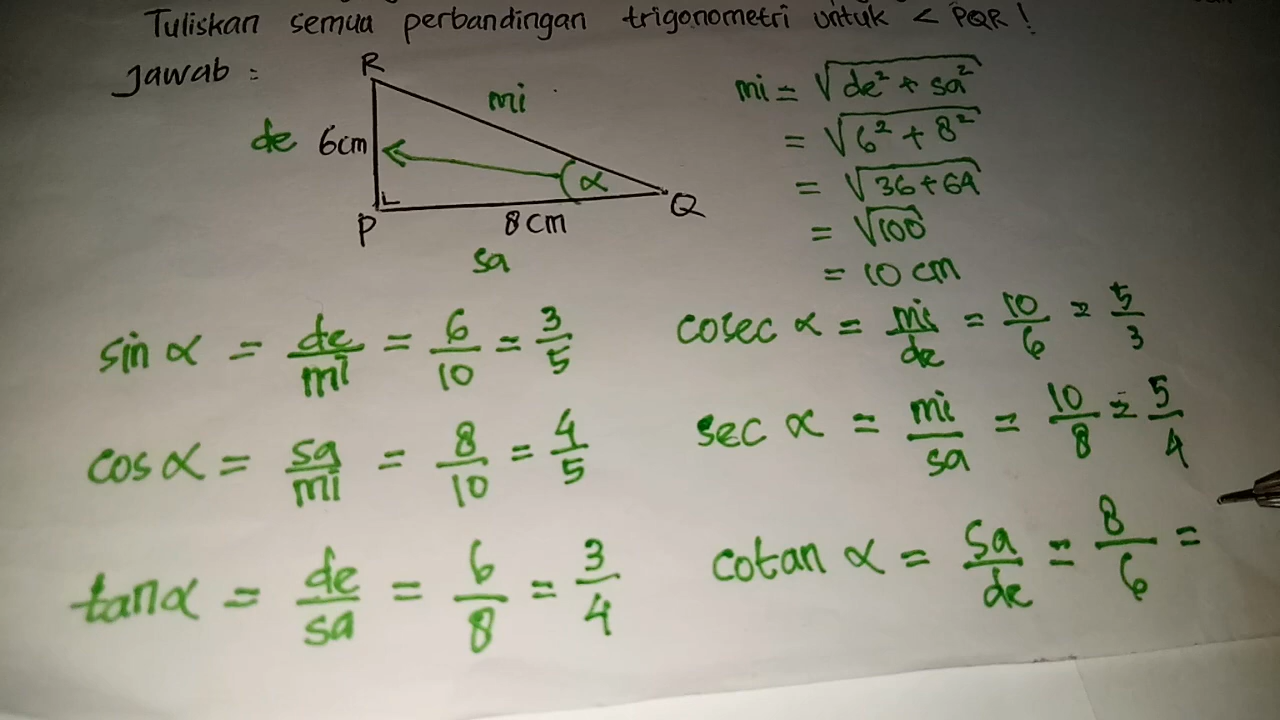 Tuliskan semua perbandingan trigonometri untuk < PQR !
Jawab :
R
mi
de 6cm
α
P
Q
8cm
sa
mi = √de² + sa²
= √6² + 8²
= √36+64
= √100
= 10 cm
sin α = de/mi = 6/10 = 3/5
cos α = sa/mi = 8/10 = 4/5
tan α = de/sa = 6/8 = 3/4
cosec α = mi/de = 10/6 = 5/3
sec α = mi/sa = 10/8 = 5/4
cotan α = sa/de = 8/6 =